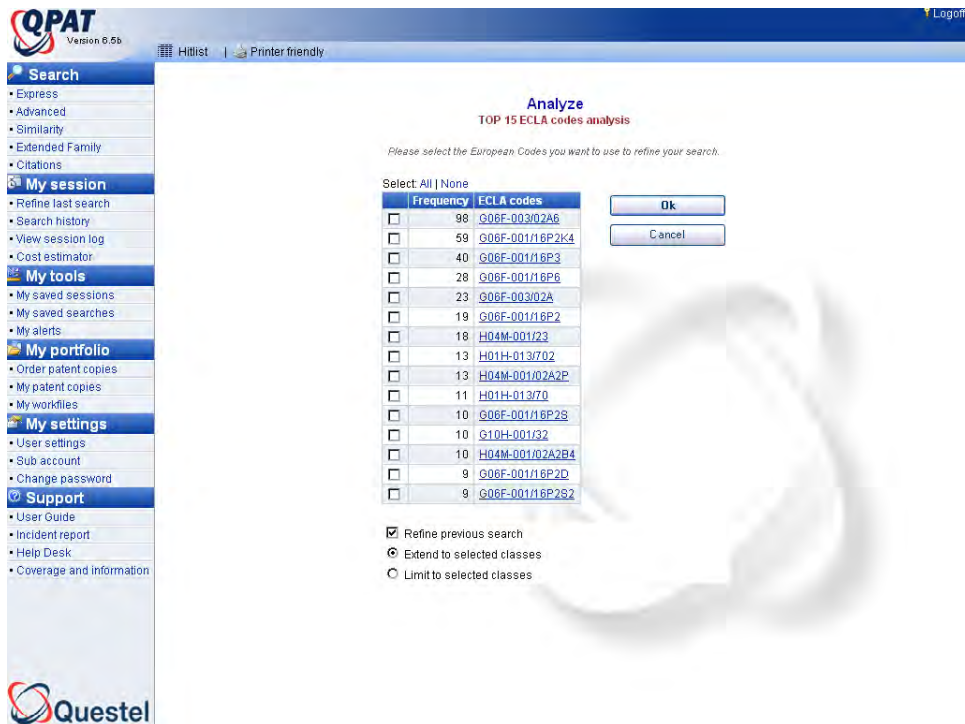 QPAT
Version 6.5b
Logoff
Hitlist | Printer friendly
Search
• Express
• Advanced
• Similarity
• Extended Family
• Citations
My session
• Refine last search
• Search history
• View session log
• Cost estimator
My tools
• My saved sessions
• My saved searches
• My alerts
My portfolio
• Order patent copies
• My patent copies
• My workfiles
My settings
• User settings
• Sub account
• Change password
Support
• User Guide
• Incident report
• Help Desk
• Coverage and information
Questel
Analyze
TOP 15 ECLA codes analysis
Please select the European Codes you want to use to refine your search.
Select: All | None
Frequency ECLA codes
98 G06F-003/02A6
59 G06F-001/16P2K4
40 G06F-001/16P3
28 G06F-001/16P6
23 G06F-003/02A
19 G06F-001/16P2
18 H04M-001/23
13 H01H-013/702
13 H04M-001/02A2P
11 H01H-013/70
10 G06F-001/16P2S
10 G10H-001/32
10 H04M-001/02A2B4
9 G06F-001/16P2D
9 G06F-001/16P2S2
Ok
Cancel
Refine previous search
Extend to selected classes
Limit to selected classes